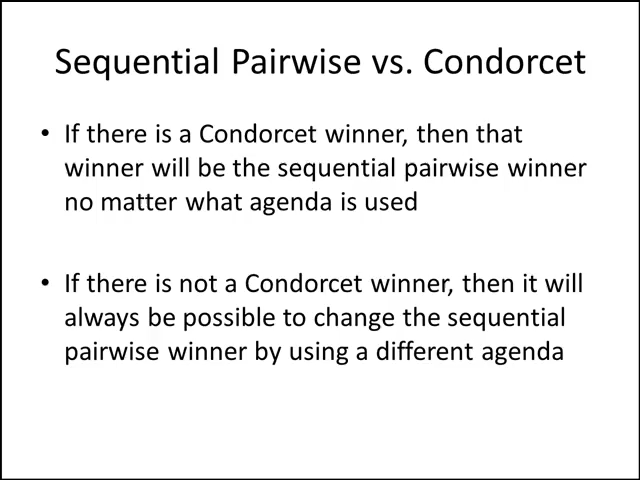 Sequential Pairwise vs. Condorcet
• If there is a Condorcet winner, then that
winner will be the sequential pairwise winner
no matter what agenda is used
• If there is not a Condorcet winner, then it will
always be possible to change the sequential
pairwise winner by using a different agenda